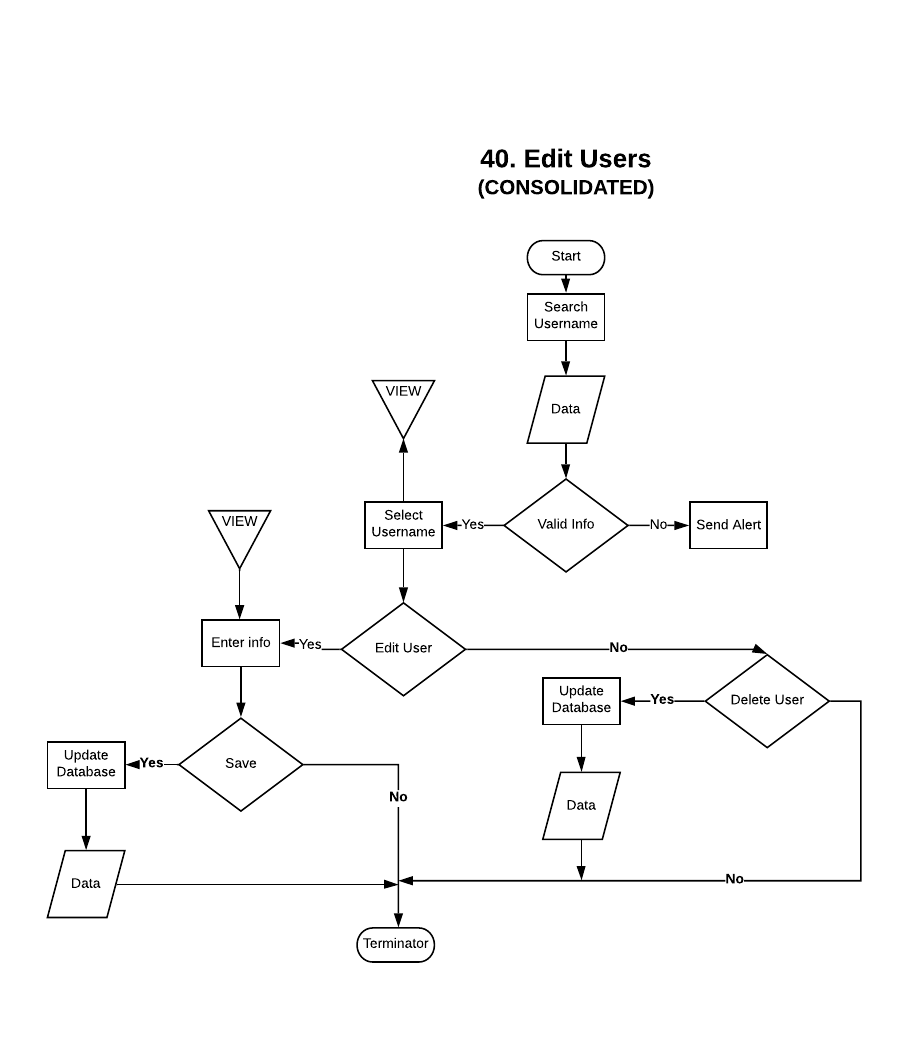 40. Edit Users
(CONSOLIDATED)
Start
Search
Username
VIEW
Data
Select
Username
Yes
Valid Info
No
Send Alert
VIEW
Enter info
Yes
Edit User
No
Update
Database
Yes
Delete User
Update
Database
Yes
Save
No
Data
Data
No
Terminator